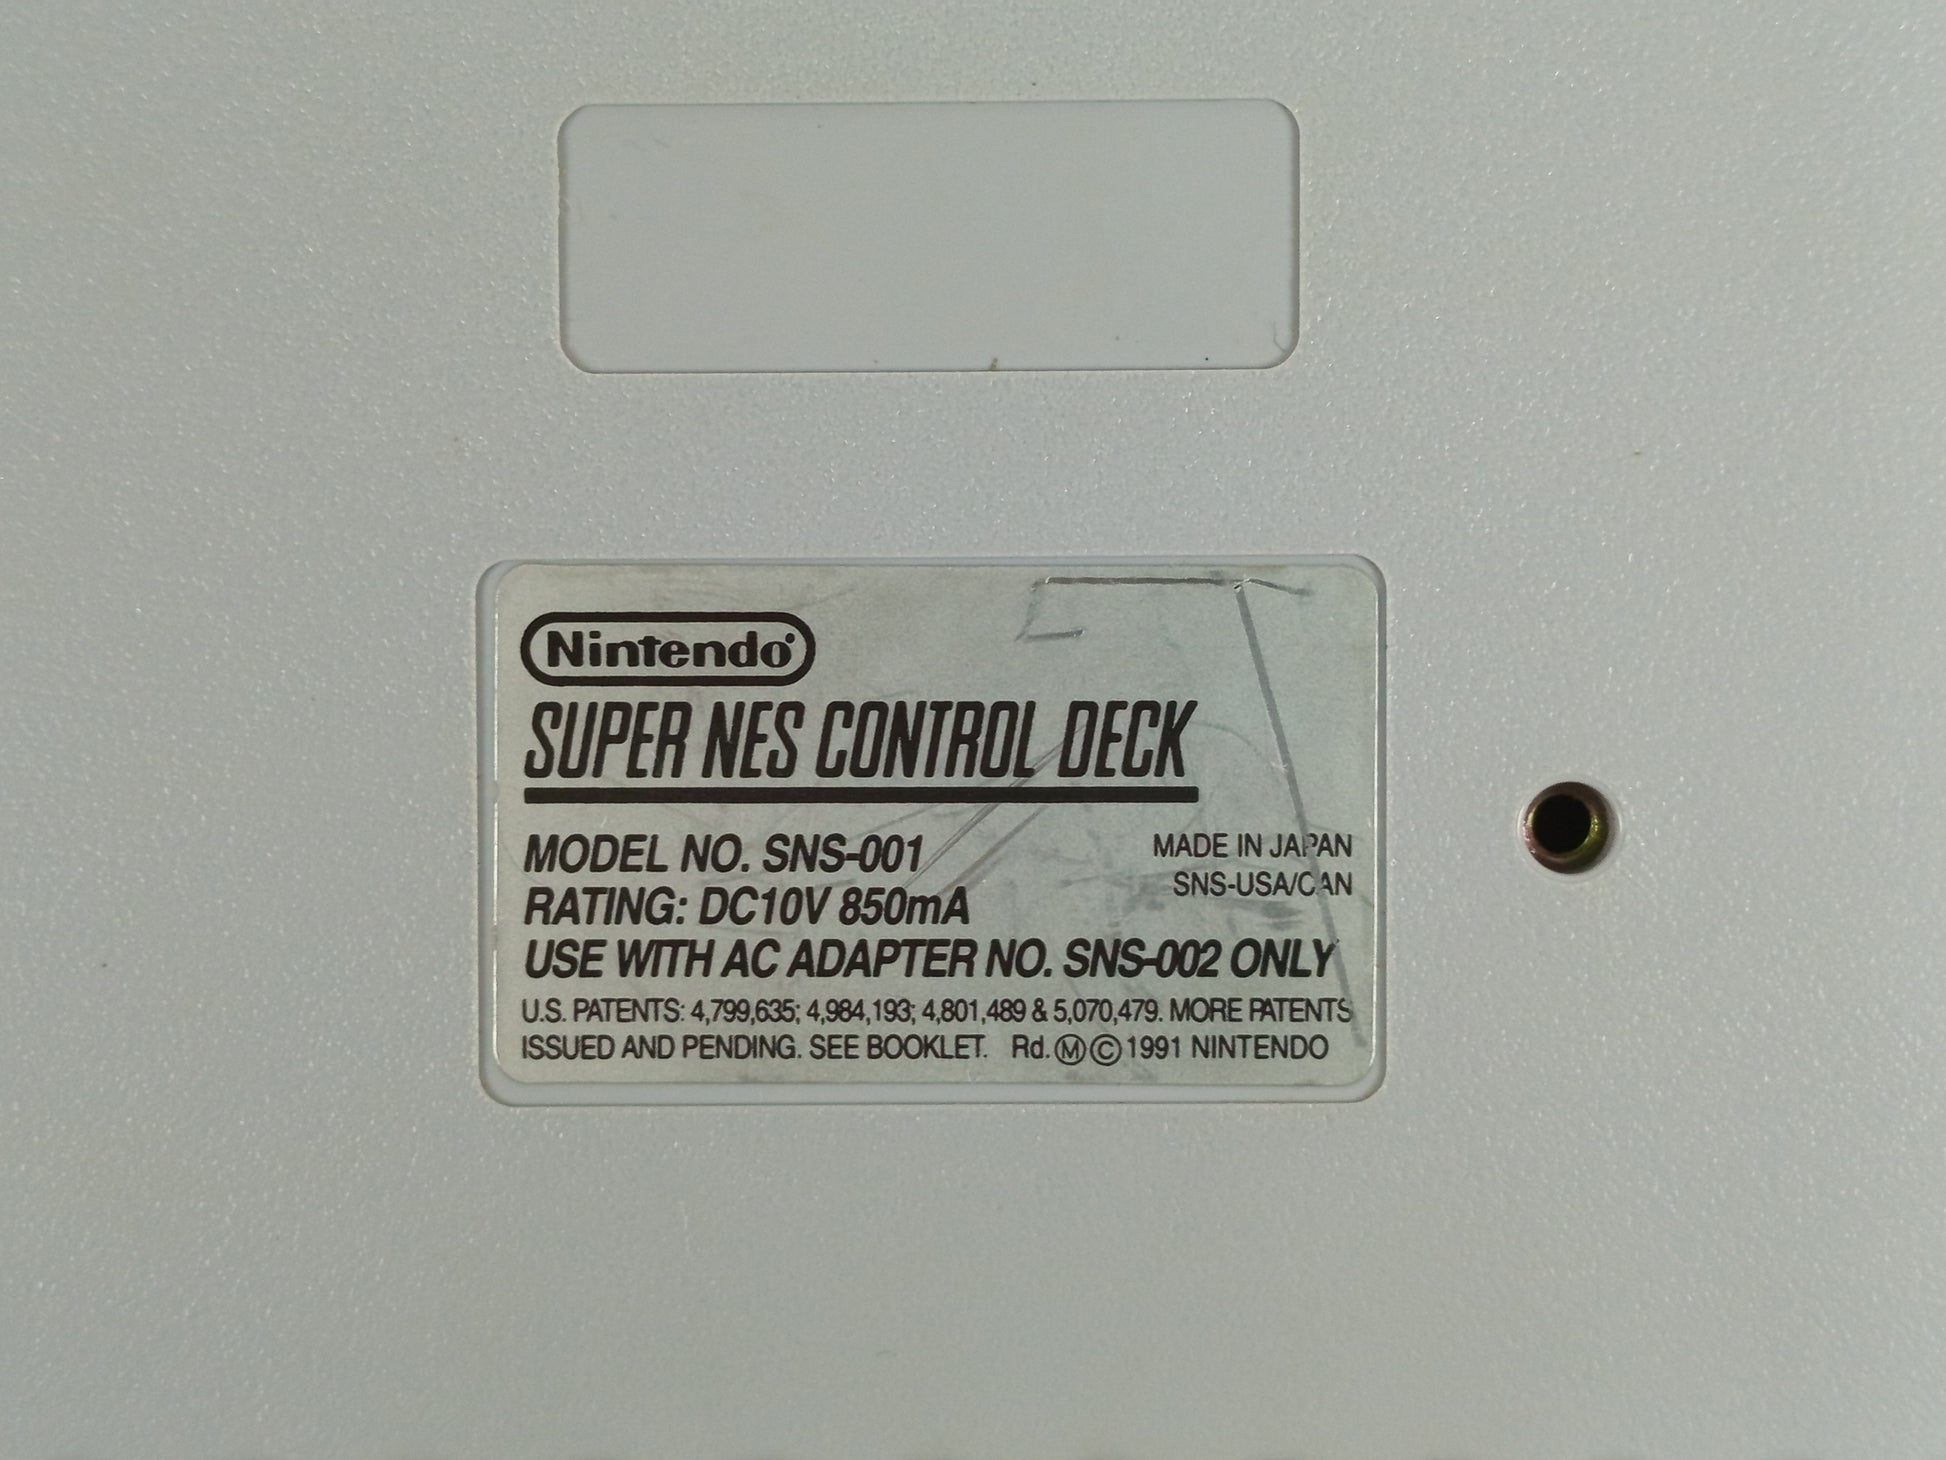 Nintendo®
SUPER NES CONTROL DECK
MODEL NO. SNS-001
RATING: DC10V 850mA
MADE IN JAPAN
SNS-USA/CAN
USE WITH AC ADAPTER NO. SNS-002 ONLY
U.S. PATENTS: 4,799,635; 4,984,193; 4,801,489 & 5,070,479. MORE PATENTS
ISSUED AND PENDING. SEE BOOKLET. Rd.ⓂⒸ1991 NINTENDO